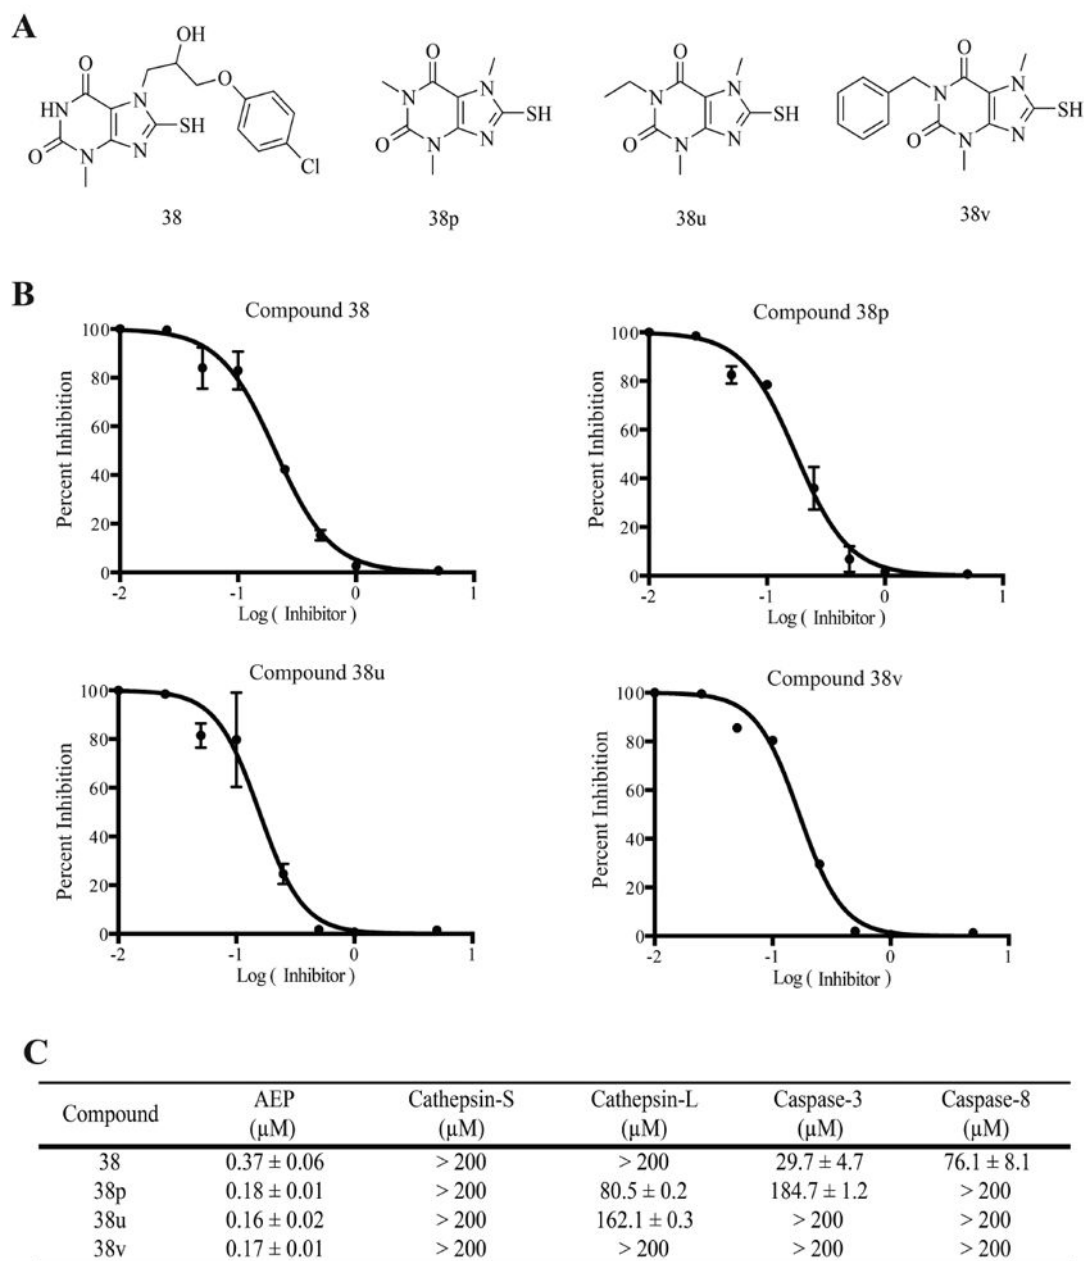 A
OH
O
HN
N
O
Cl
SH
O
N
N
38
O
N
N
SH
O
N
N
38p
O
N
N
SH
O
N
N
38u
O
N
N
SH
O
N
N
38v
B
Compound 38
100
80
60
40
20
0
Percent Inhibition
-2 -1 0 1
Log ( Inhibitor )
Compound 38p
100
80
60
40
20
0
Percent Inhibition
-2 -1 0 1
Log ( Inhibitor )
Compound 38u
100
80
60
40
20
0
Percent Inhibition
-2 -1 0 1
Log ( Inhibitor )
Compound 38v
100
80
60
40
20
0
Percent Inhibition
-2 -1 0 1
Log ( Inhibitor )
C
Compound AEP (µM) Cathepsin-S (µM) Cathepsin-L (µM) Caspase-3 (µM) Caspase-8 (µM)
38 0.37 ± 0.06 > 200 > 200 29.7 ± 4.7 76.1 ± 8.1
38p 0.18 ± 0.01 > 200 80.5 ± 0.2 184.7 ± 1.2 > 200
38u 0.16 ± 0.02 > 200 162.1 ± 0.3 > 200 > 200
38v 0.17 ± 0.01 > 200 > 200 > 200 > 200